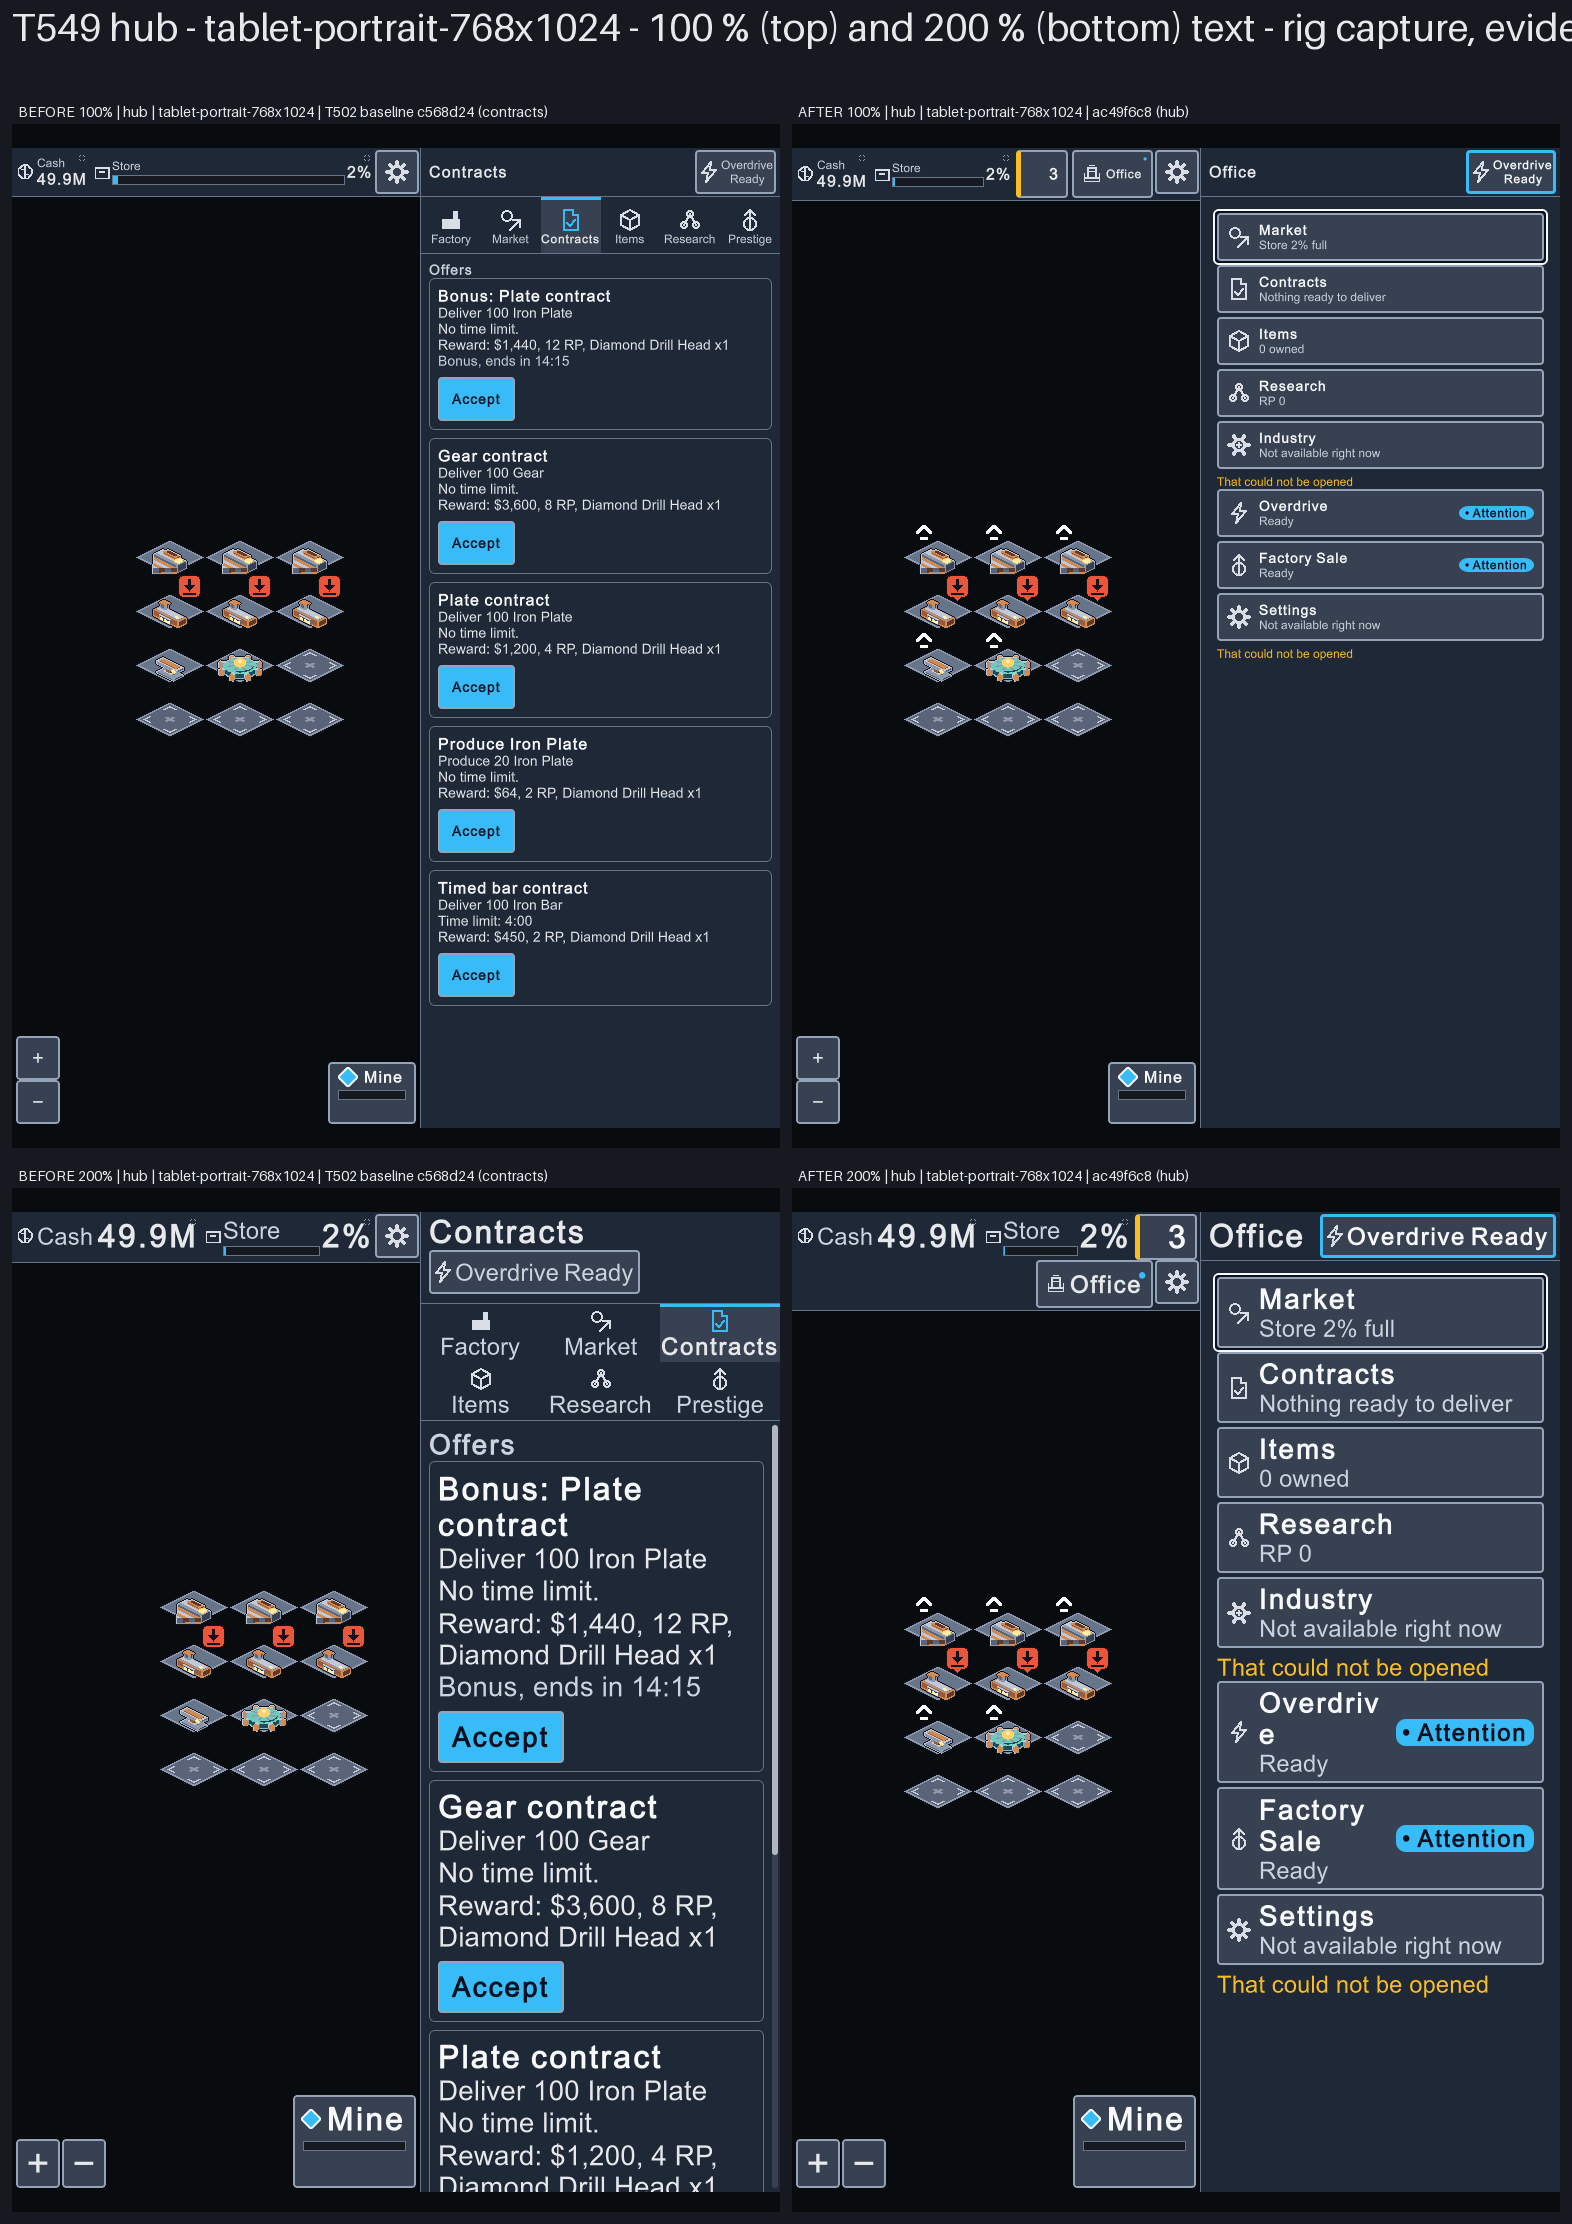 T549 hub - tablet-portrait-768x1024 - 100 % (top) and 200 % (bottom) text - rig capture, evide
BEFORE 100% | hub | tablet-portrait-768x1024 | T502 baseline c568d24 (contracts)
Cash
49.9M
Store
2%
Contracts
Overdrive
Ready
Factory
Market
Contracts
Items
Research
Prestige
Offers
Bonus: Plate contract
Deliver 100 Iron Plate
No time limit.
Reward: $1,440, 12 RP, Diamond Drill Head x1
Bonus, ends in 14:15
Accept
Gear contract
Deliver 100 Gear
No time limit.
Reward: $3,600, 8 RP, Diamond Drill Head x1
Accept
Plate contract
Deliver 100 Iron Plate
No time limit.
Reward: $1,200, 4 RP, Diamond Drill Head x1
Accept
Produce Iron Plate
Produce 20 Iron Plate
No time limit.
Reward: $64, 2 RP, Diamond Drill Head x1
Accept
Timed bar contract
Deliver 100 Iron Bar
Time limit: 4:00
Reward: $450, 2 RP, Diamond Drill Head x1
Accept
+
−
Mine
AFTER 100% | hub | tablet-portrait-768x1024 | ac49f6c8 (hub)
Cash
49.9M
Store
2%
3
Office
Office
Overdrive
Ready
Market
Store 2% full
Contracts
Nothing ready to deliver
Items
0 owned
Research
RP 0
Industry
Not available right now
That could not be opened
Overdrive
Ready
• Attention
Factory Sale
Ready
• Attention
Settings
Not available right now
That could not be opened
+
−
Mine
BEFORE 200% | hub | tablet-portrait-768x1024 | T502 baseline c568d24 (contracts)
Cash 49.9M
Store
2%
Contracts
Overdrive Ready
Factory
Market
Contracts
Items
Research
Prestige
Offers
Bonus: Plate
contract
Deliver 100 Iron Plate
No time limit.
Reward: $1,440, 12 RP,
Diamond Drill Head x1
Bonus, ends in 14:15
Accept
Gear contract
Deliver 100 Gear
No time limit.
Reward: $3,600, 8 RP,
Diamond Drill Head x1
Accept
Plate contract
Deliver 100 Iron Plate
No time limit.
Reward: $1,200, 4 RP,
Diamond Drill Head x1
+
−
Mine
AFTER 200% | hub | tablet-portrait-768x1024 | ac49f6c8 (hub)
Cash 49.9M
Store
2%
3
Office
Office
Overdrive Ready
Market
Store 2% full
Contracts
Nothing ready to deliver
Items
0 owned
Research
RP 0
Industry
Not available right now
That could not be opened
Overdriv
e
Ready
• Attention
Factory
Sale
Ready
• Attention
Settings
Not available right now
That could not be opened
+
−
Mine